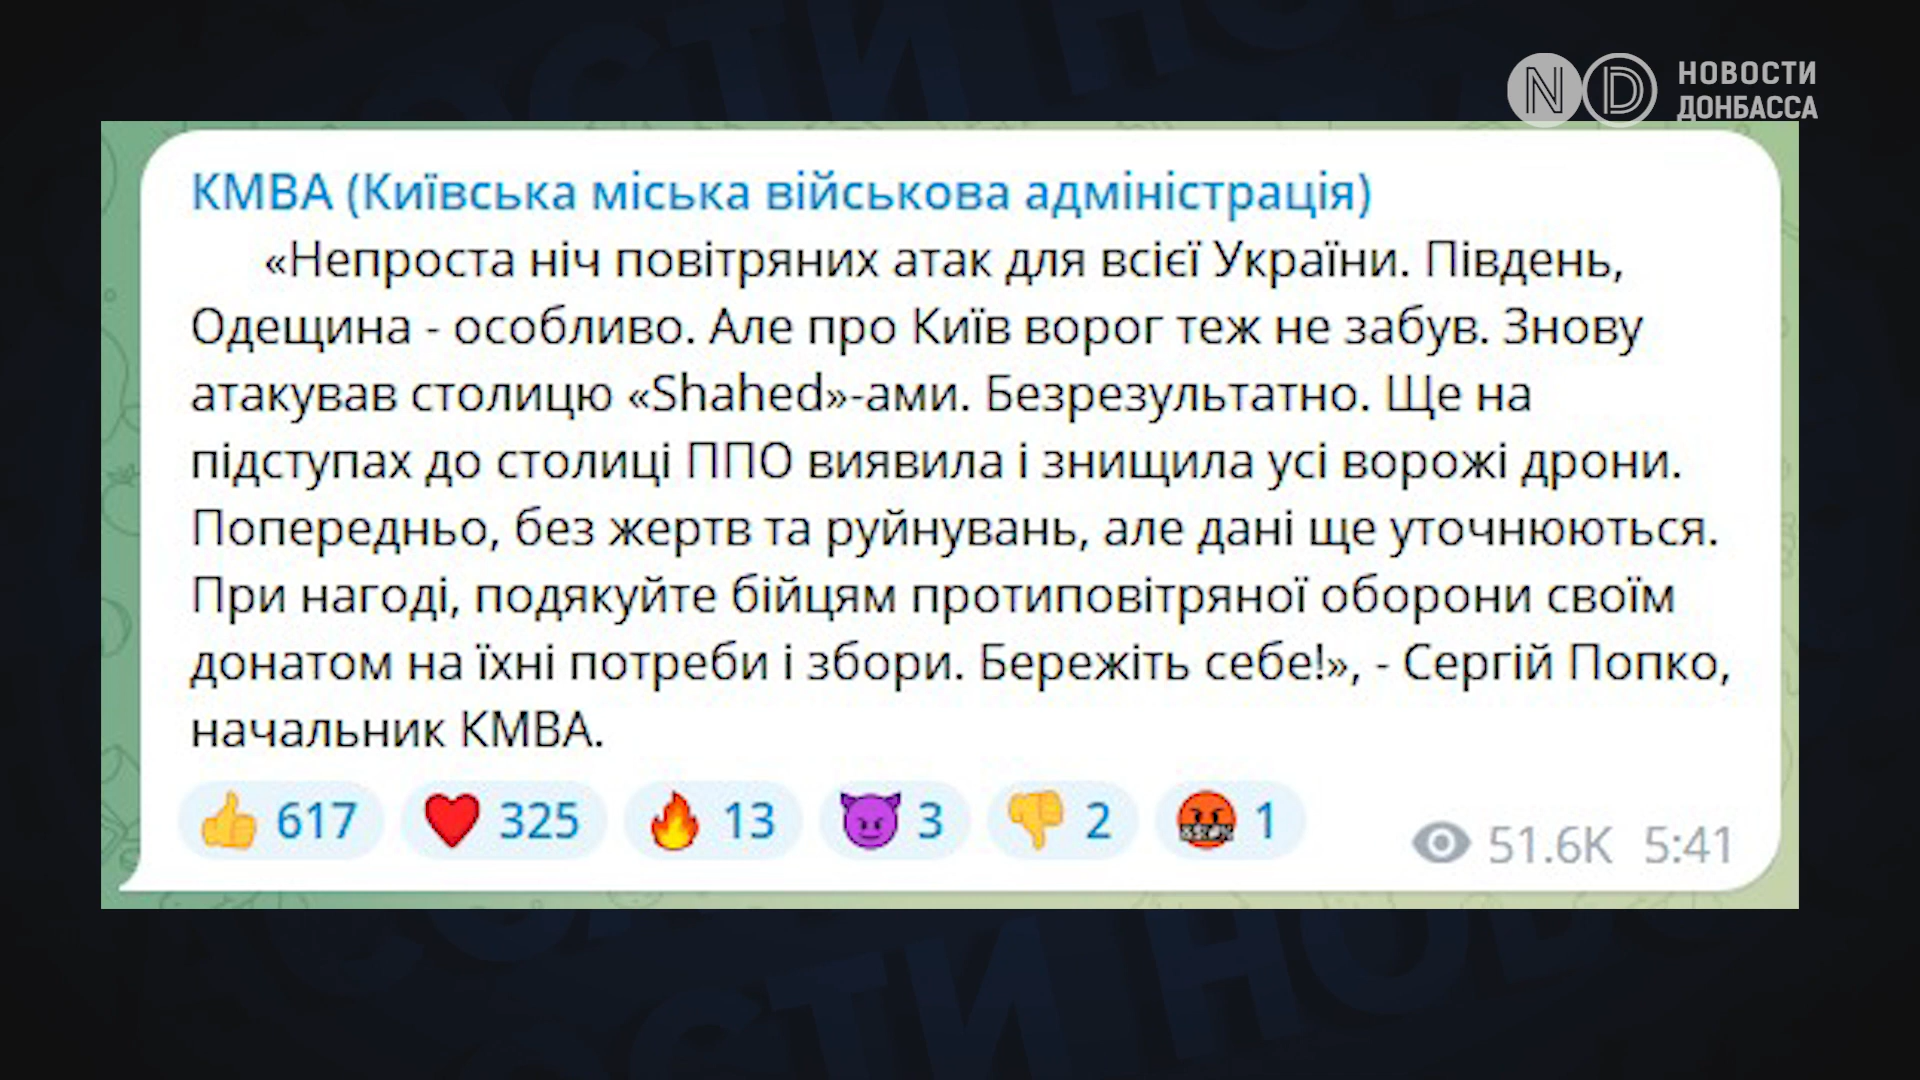 ND НОВОСТИ
ДОНБАССА
КМВА (Київська міська військова адміністрація)
«Непроста ніч повітряних атак для всієї України. Південь,
Одещина - особливо. Але про Київ ворог теж не забув. Знову
атакував столицю «Shahed»-ами. Безрезультатно. Ще на
підступах до столиці ППО виявила і знищила усі ворожі дрони.
Попередньо, без жертв та руйнувань, але дані ще уточнюються.
При нагоді, подякуйте бійцям протиповітряної оборони своїм
донатом на їхні потреби і збори. Бережіть себе!», - Сергій Попко,
начальник КМВА.
617 325 13 3 2 1 51.6K 5:41